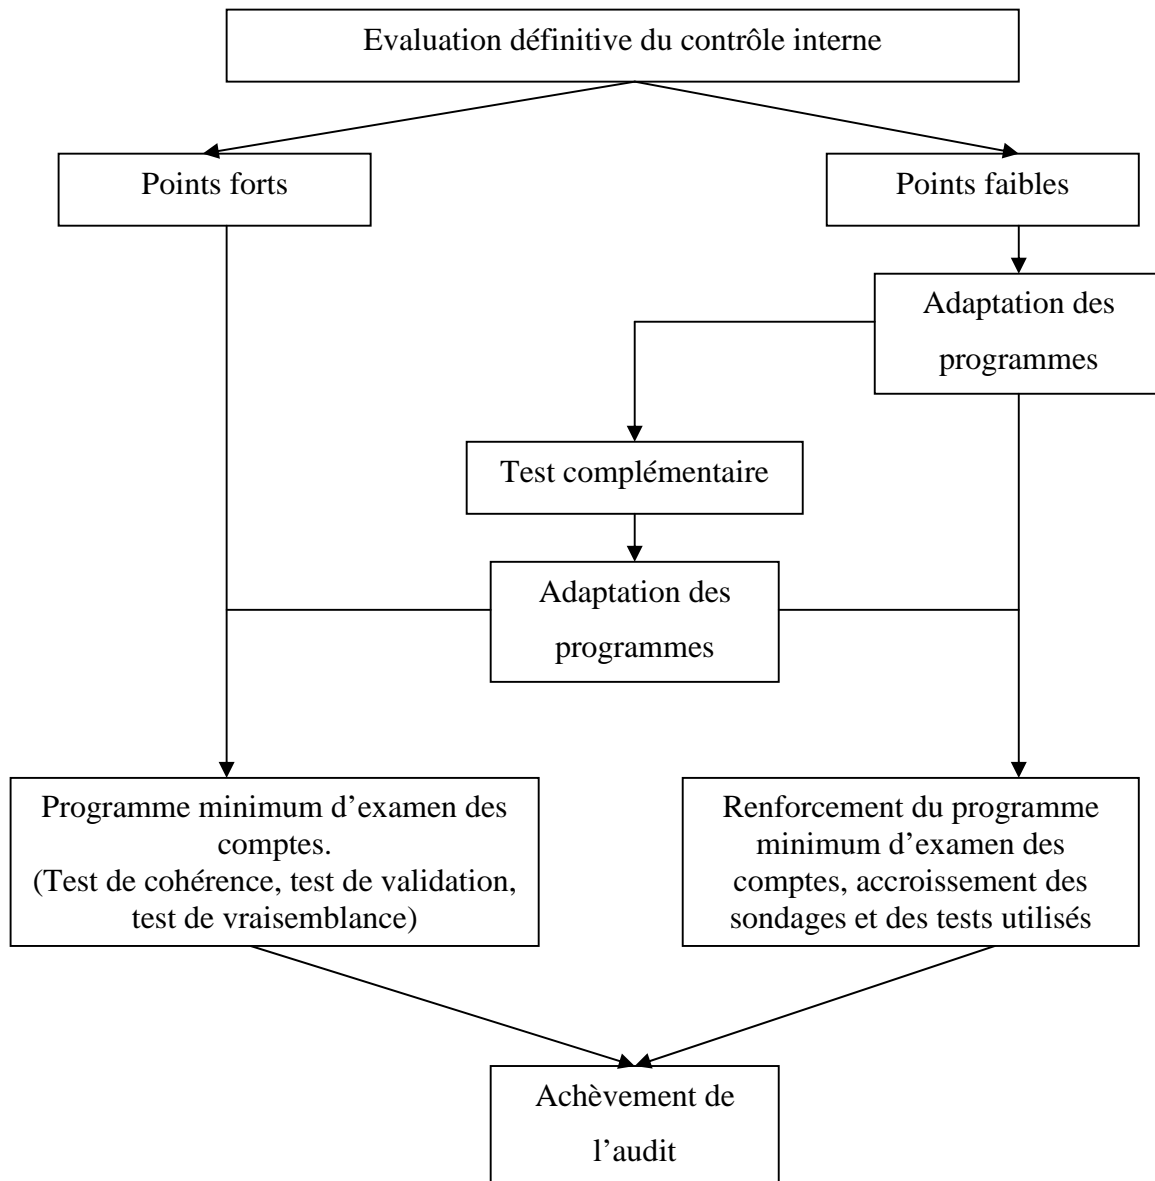 Evaluation définitive du contrôle interne
Points forts
Points faibles
Adaptation des
programmes
Test complémentaire
Adaptation des
programmes
Programme minimum d’examen des
comptes.
(Test de cohérence, test de validation,
test de vraisemblance)
Renforcement du programme
minimum d’examen des
comptes, accroissement des
sondages et des tests utilisés
Achèvement de
l’audit